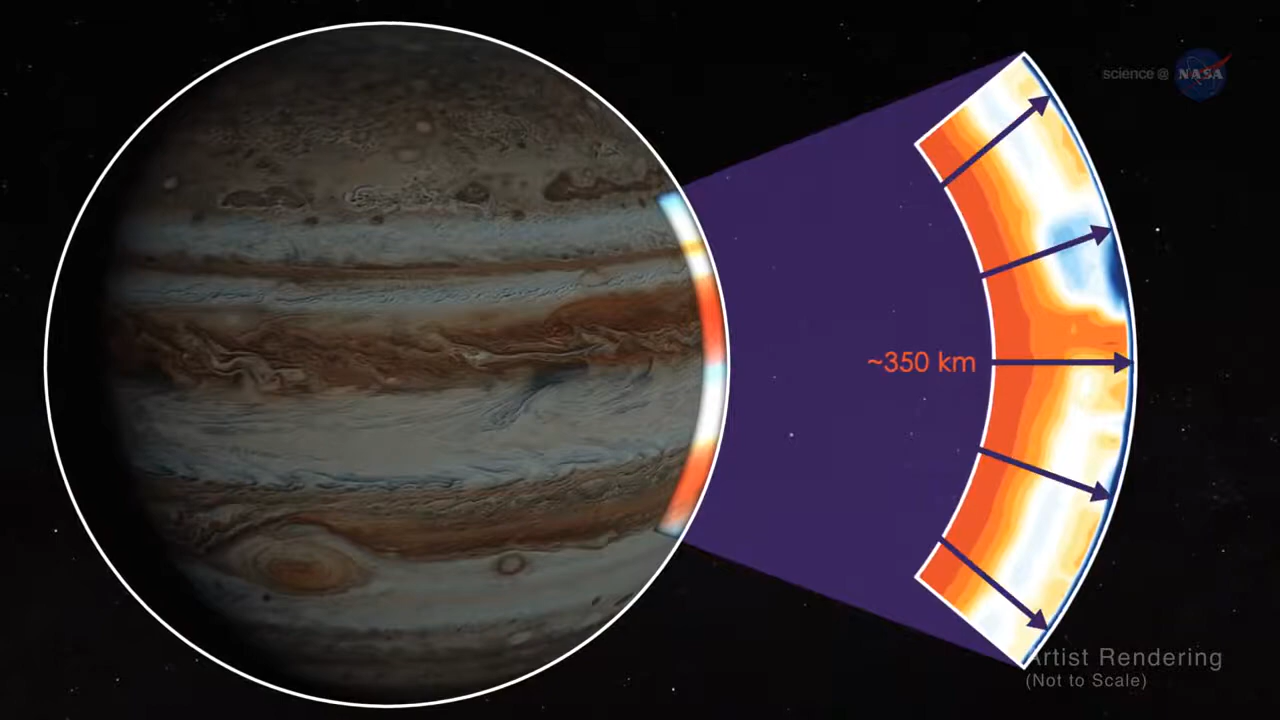 science@ NASA
~350 km
Artist Rendering
(Not to Scale)